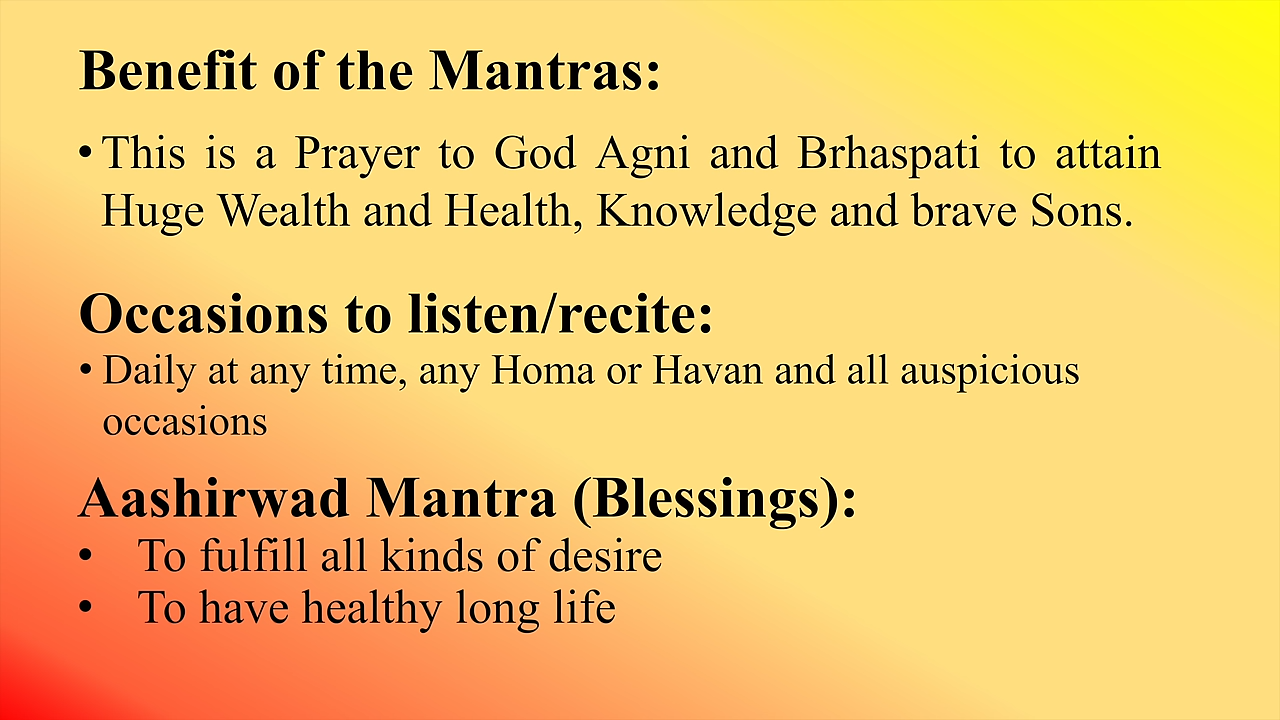 Benefit of the Mantras:
• This is a Prayer to God Agni and Brhaspati to attain
Huge Wealth and Health, Knowledge and brave Sons.
Occasions to listen/recite:
• Daily at any time, any Homa or Havan and all auspicious
occasions
Aashirwad Mantra (Blessings):
• To fulfill all kinds of desire
• To have healthy long life